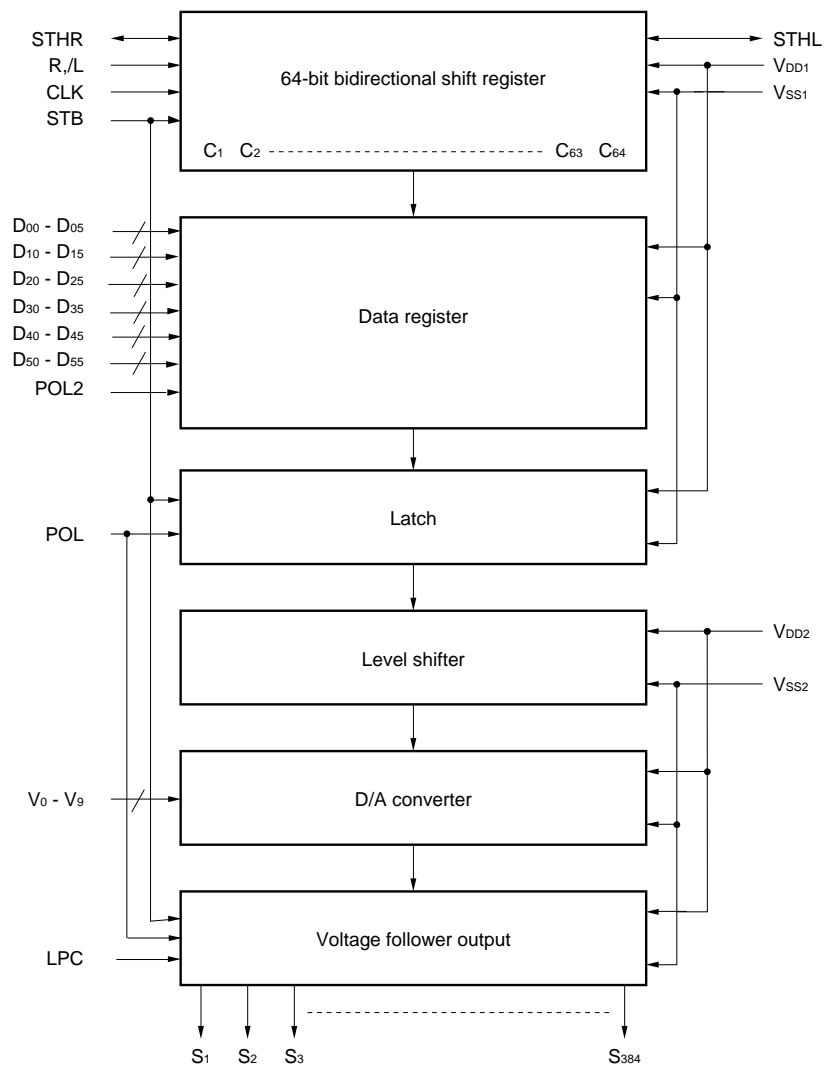 STHR
STHL
R,/L
64-bit bidirectional shift register
VDD1
CLK
VSS1
STB
C1 C2 C63 C64
D00 - D05
D10 - D15
D20 - D25
D30 - D35
Data register
D40 - D45
D50 - D55
POL2
Latch
POL
VDD2
Level shifter
VSS2
V0 - V9
D/A converter
Voltage follower output
LPC
S1 S2 S3 S384